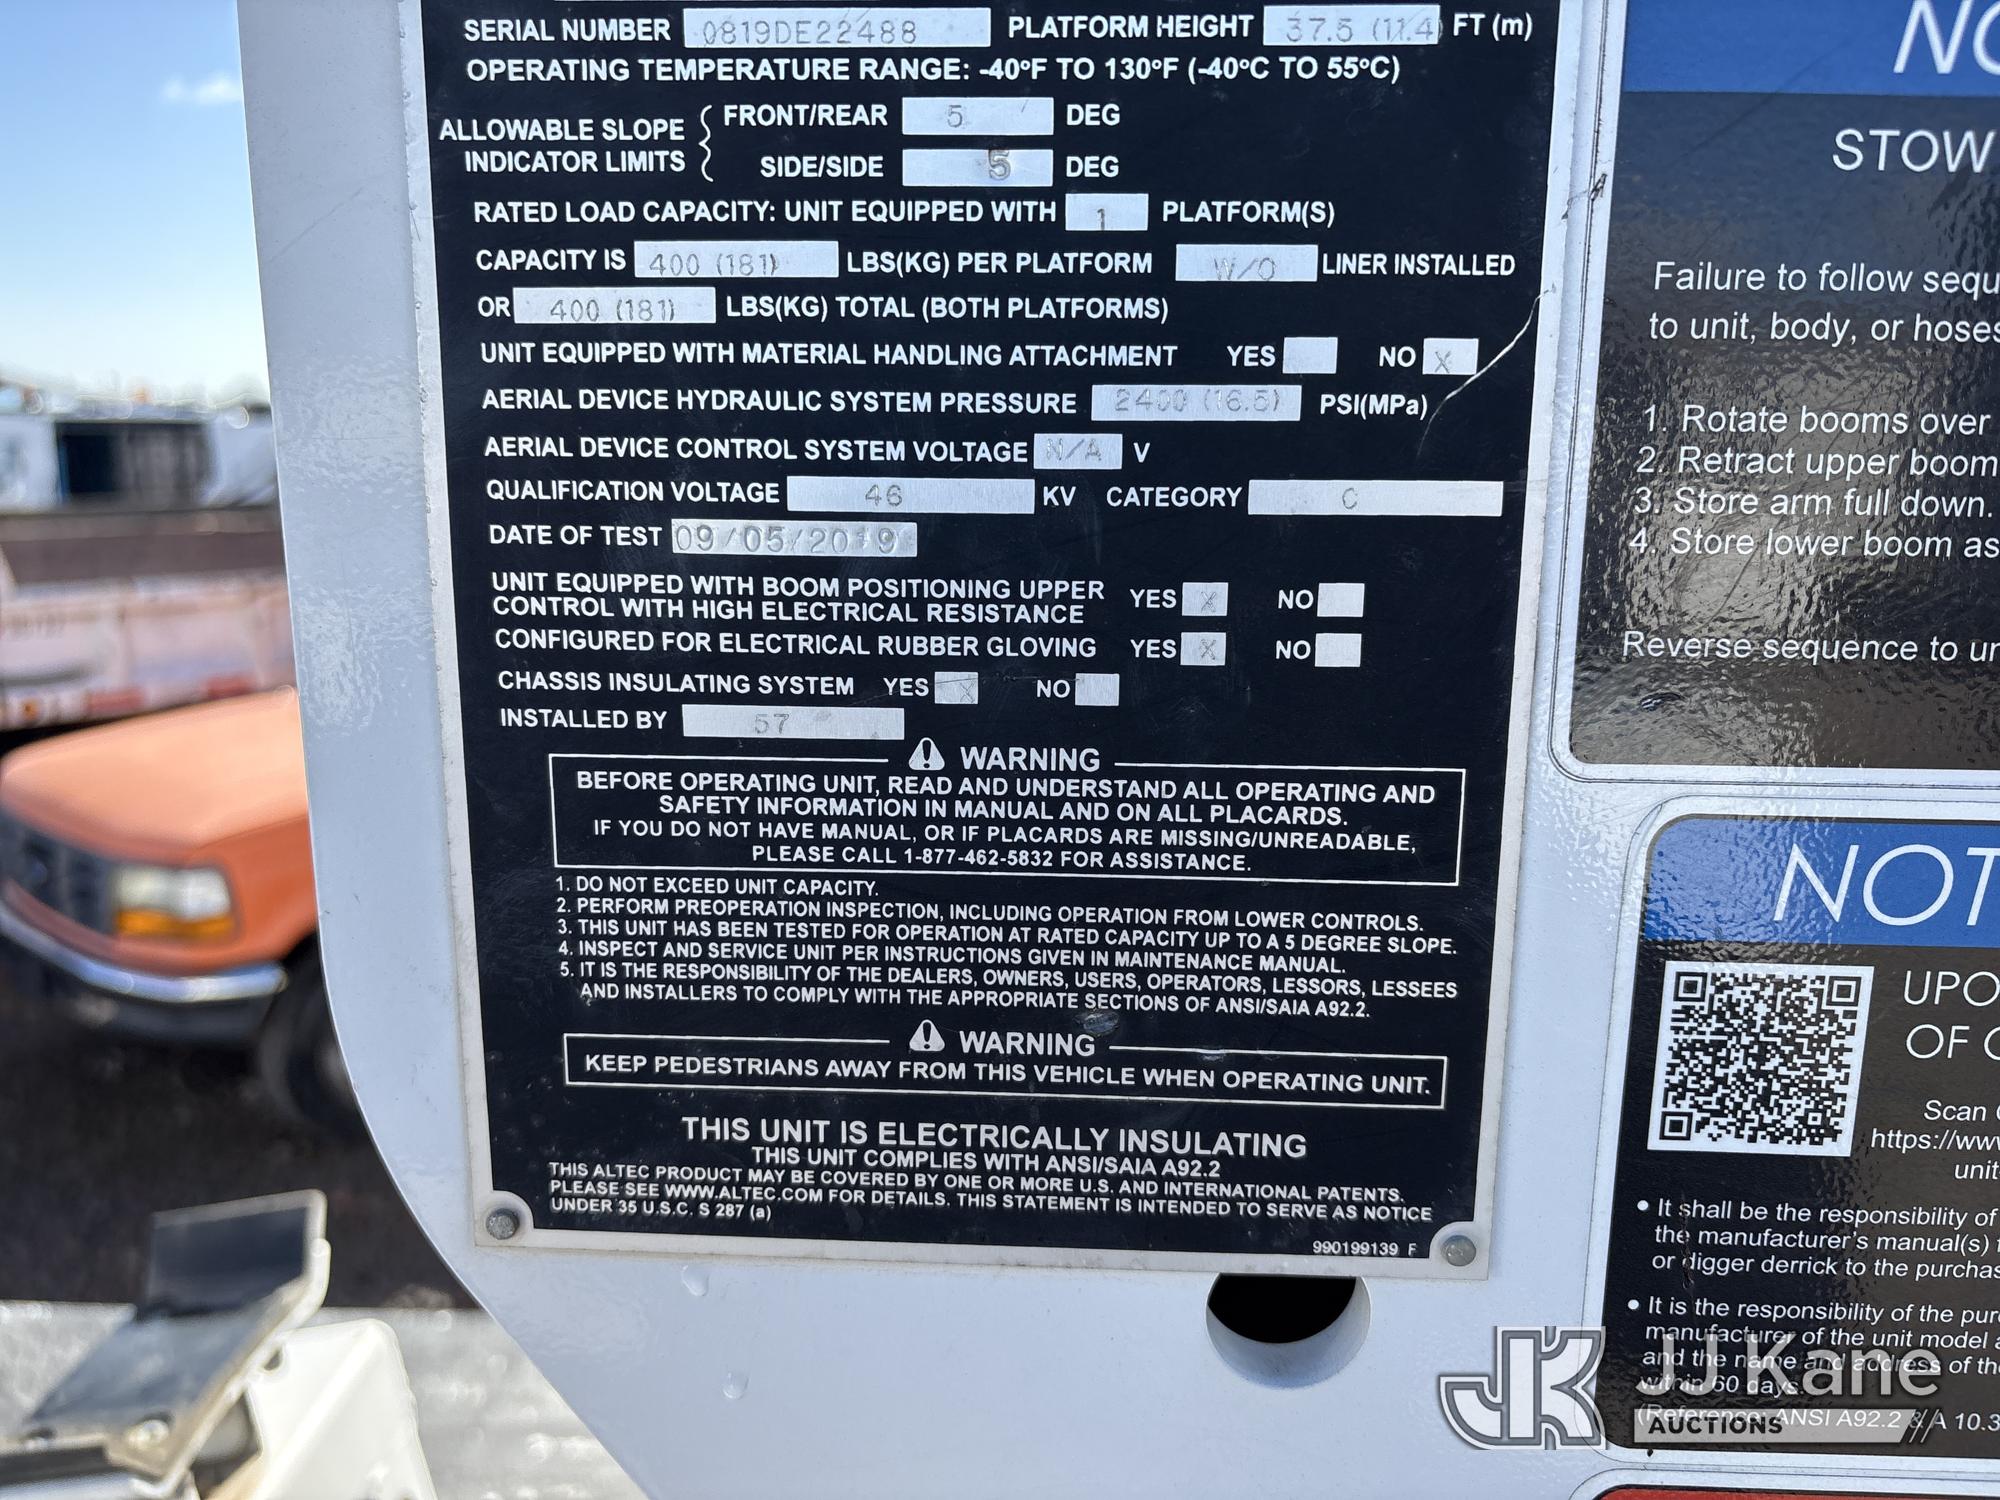 SERIAL NUMBER 0819DE22488 PLATFORM HEIGHT 37.5 (11.4) FT (m)
OPERATING TEMPERATURE RANGE: -40°F TO 130°F (-40°C TO 55°C)
ALLOWABLE SLOPE INDICATOR LIMITS { FRONT/REAR 5 DEG
SIDE/SIDE 5 DEG
RATED LOAD CAPACITY: UNIT EQUIPPED WITH 1 PLATFORM(S)
CAPACITY IS 400 (181) LBS(KG) PER PLATFORM W/O LINER INSTALLED
OR 400 (181) LBS(KG) TOTAL (BOTH PLATFORMS)
UNIT EQUIPPED WITH MATERIAL HANDLING ATTACHMENT YES NO X
AERIAL DEVICE HYDRAULIC SYSTEM PRESSURE 2400 (16.5) PSI(MPa)
AERIAL DEVICE CONTROL SYSTEM VOLTAGE N/A V
QUALIFICATION VOLTAGE 46 KV CATEGORY C
DATE OF TEST 09/05/2019
UNIT EQUIPPED WITH BOOM POSITIONING UPPER
CONTROL WITH HIGH ELECTRICAL RESISTANCE YES X NO
CONFIGURED FOR ELECTRICAL RUBBER GLOVING YES X NO
CHASSIS INSULATING SYSTEM YES X NO
INSTALLED BY 57
WARNING
BEFORE OPERATING UNIT, READ AND UNDERSTAND ALL OPERATING AND
SAFETY INFORMATION IN MANUAL AND ON ALL PLACARDS.
IF YOU DO NOT HAVE MANUAL, OR IF PLACARDS ARE MISSING/UNREADABLE,
PLEASE CALL 1-877-462-5832 FOR ASSISTANCE.
1. DO NOT EXCEED UNIT CAPACITY.
2. PERFORM PREOPERATION INSPECTION, INCLUDING OPERATION FROM LOWER CONTROLS.
3. THIS UNIT HAS BEEN TESTED FOR OPERATION AT RATED CAPACITY UP TO A 5 DEGREE SLOPE.
4. INSPECT AND SERVICE UNIT PER INSTRUCTIONS GIVEN IN MAINTENANCE MANUAL.
5. IT IS THE RESPONSIBILITY OF THE DEALERS, OWNERS, USERS, OPERATORS, LESSORS, LESSEES
AND INSTALLERS TO COMPLY WITH THE APPROPRIATE SECTIONS OF ANSI/SAIA A92.2.
WARNING
KEEP PEDESTRIANS AWAY FROM THIS VEHICLE WHEN OPERATING UNIT.
THIS UNIT IS ELECTRICALLY INSULATING
THIS UNIT COMPLIES WITH ANSI/SAIA A92.2
THIS ALTEC PRODUCT MAY BE COVERED BY ONE OR MORE U.S. AND INTERNATIONAL PATENTS.
PLEASE SEE WWW.ALTEC.COM FOR DETAILS. THIS STATEMENT IS INTENDED TO SERVE AS NOTICE
UNDER 35 U.S.C. S 287 (a)
990199139 F
NO
STOW
Failure to follow sequ
to unit, body, or hoses
1. Rotate booms over
2. Retract upper boom
3. Store arm full down.
4. Store lower boom as
Reverse sequence to un
NOT
UPO
OF
Scan
https://www
unit
• It shall be the responsibility of
the manufacturer's manual(s)
or digger derrick to the purchas
• It is the responsibility of the pur
manufacturer of the unit model
and the name and address of the
within 60 days.
(Reference: ANSI A92.2 & A 10.3
JJ Kane
AUCTIONS